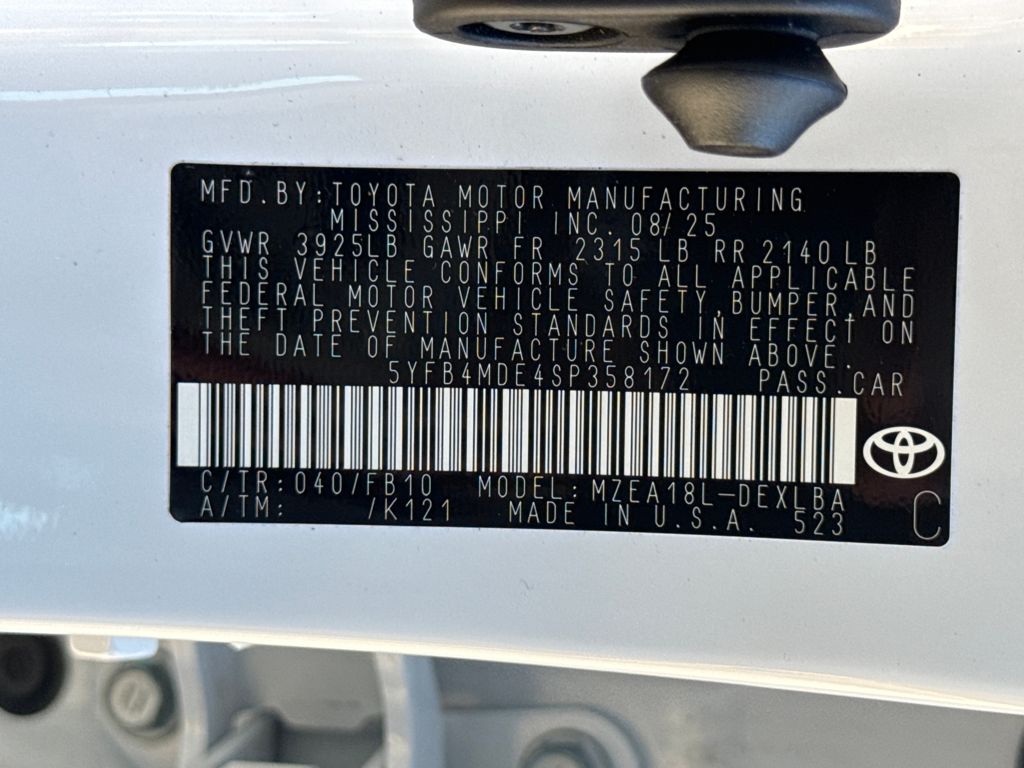 MFD.BY:TOYOTA MOTOR MANUFACTURING
MISSISSIPPI INC. 08/25
GVWR 3925LB GAWR FR 2315 LB RR 2140 LB
THIS VEHICLE CONFORMS TO ALL APPLICABLE
FEDERAL MOTOR VEHICLE SAFETY,BUMPER,AND
THEFT PREVENTION STANDARDS IN EFFECT ON
THE DATE OF MANUFACTURE SHOWN ABOVE.
5YFB4MDE4SP358172 PASS.CAR
C/TR:040/FB10 MODEL:MZEA18L-DEXLBA
A/TM: /K121 MADE IN U.S.A. 523
C